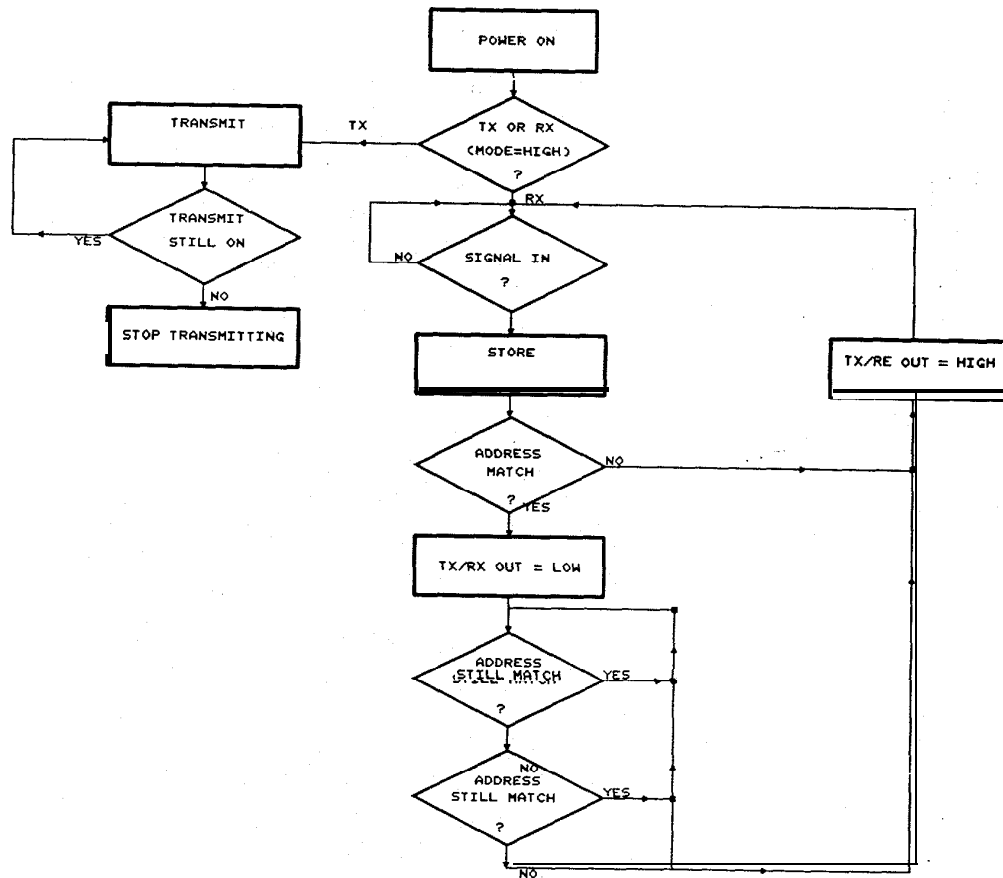 POWER ON
TRANSMIT
TX
TX OR RX
(MODE=HIGH)
?
RX
TRANSMIT
STILL ON
YES
NO
SIGNAL IN
?
NO
STOP TRANSMITTING
STORE
TX/RE OUT = HIGH
ADDRESS
MATCH
?
NO
YES
TX/RX OUT = LOW
ADDRESS
STILL MATCH
?
YES
NO
ADDRESS
STILL MATCH
?
YES
NO